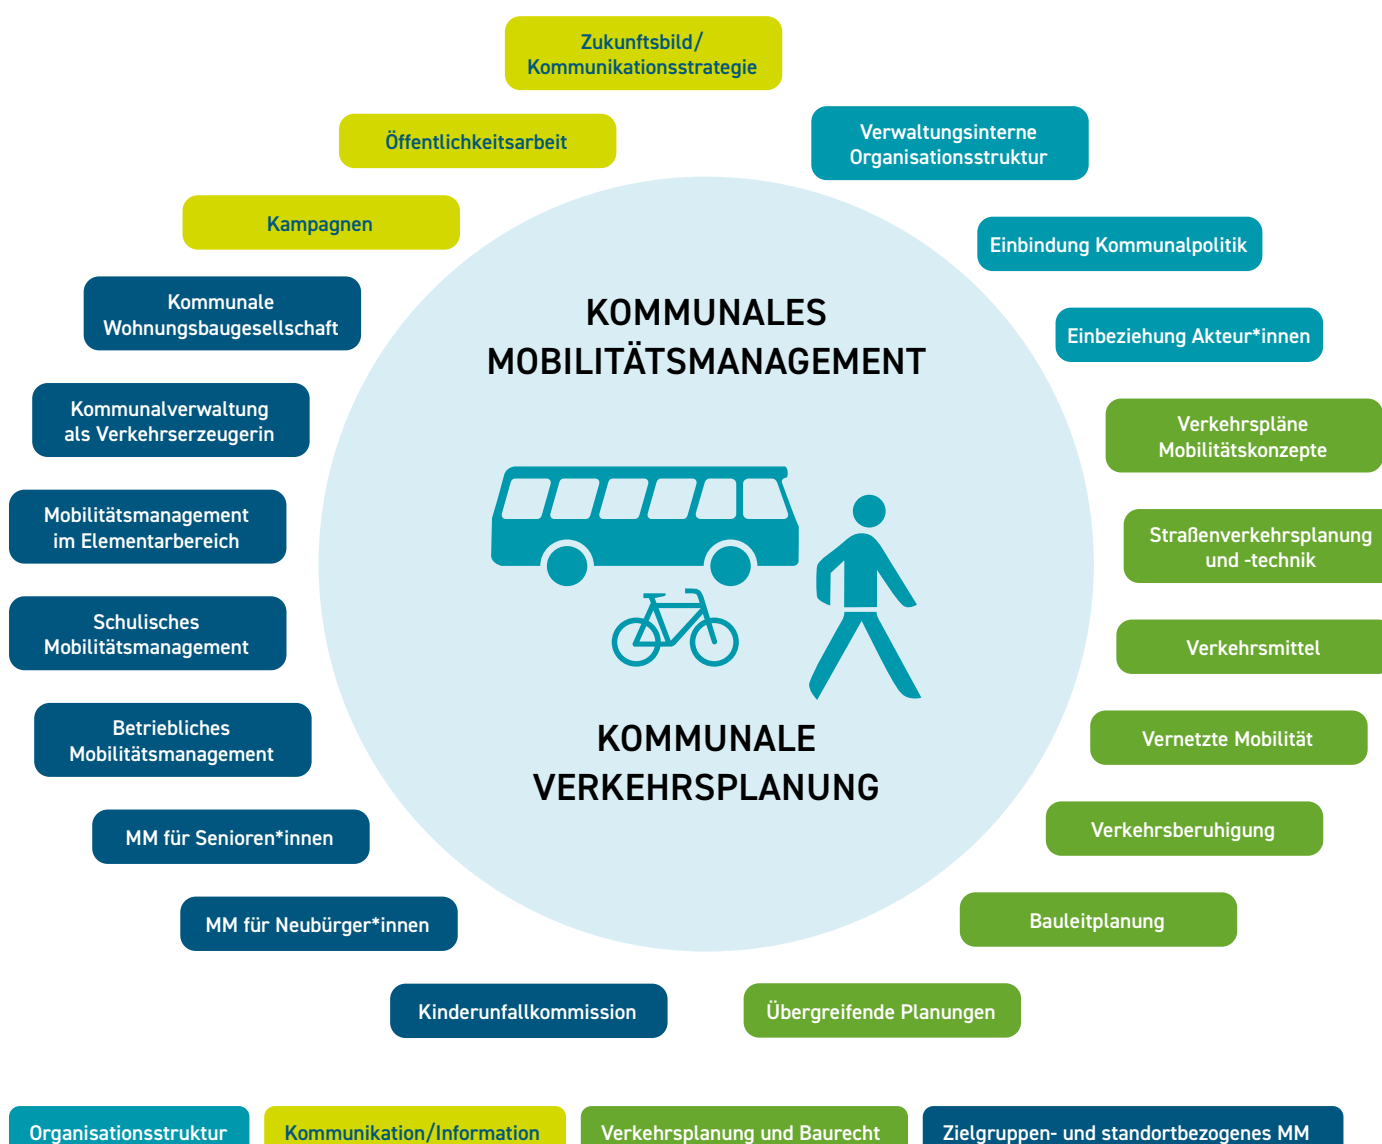 Zukunftsbild/
Kommunikationsstrategie
Öffentlichkeitsarbeit
Kampagnen
Verwaltungsinterne
Organisationsstruktur
Einbindung Kommunalpolitik
Einbeziehung Akteur*innen
Verkehrspläne
Mobilitätskonzepte
Straßenverkehrsplanung
und -technik
Verkehrsmittel
Vernetzte Mobilität
Verkehrsberuhigung
Bauleitplanung
Übergreifende Planungen
Kommunale
Wohnungsbaugesellschaft
Kommunalverwaltung
als Verkehrserzeugerin
Mobilitätsmanagement
im Elementarbereich
Schulisches
Mobilitätsmanagement
Betriebliches
Mobilitätsmanagement
MM für Senioren*innen
MM für Neubürger*innen
Kinderunfallkommission
KOMMUNALES
MOBILITÄTSMANAGEMENT
KOMMUNALE
VERKEHRSPLANUNG
Organisationsstruktur
Kommunikation/Information
Verkehrsplanung und Baurecht
Zielgruppen- und standortbezogenes MM